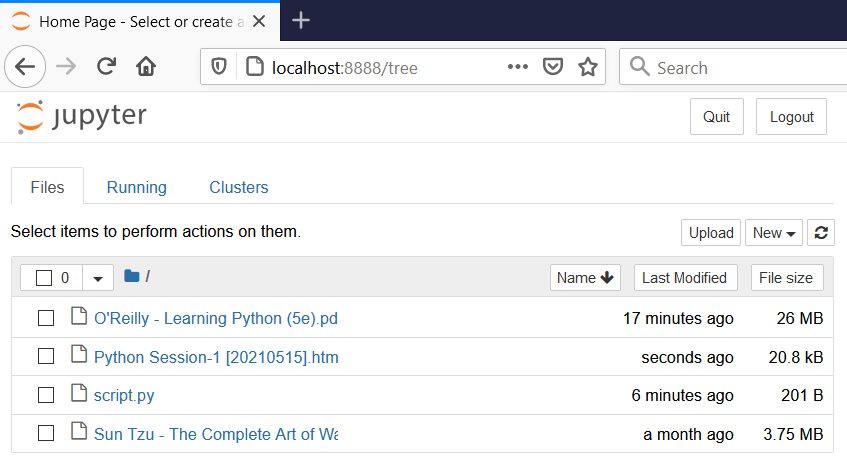 Home Page - Select or create a
localhost:8888/tree
Search
jupyter
Quit
Logout
Files Running Clusters
Select items to perform actions on them.
Upload New
0 / Name Last Modified File size
O'Reilly - Learning Python (5e).pd 17 minutes ago 26 MB
Python Session-1 [20210515].htm seconds ago 20.8 kB
script.py 6 minutes ago 201 B
Sun Tzu - The Complete Art of Wa a month ago 3.75 MB